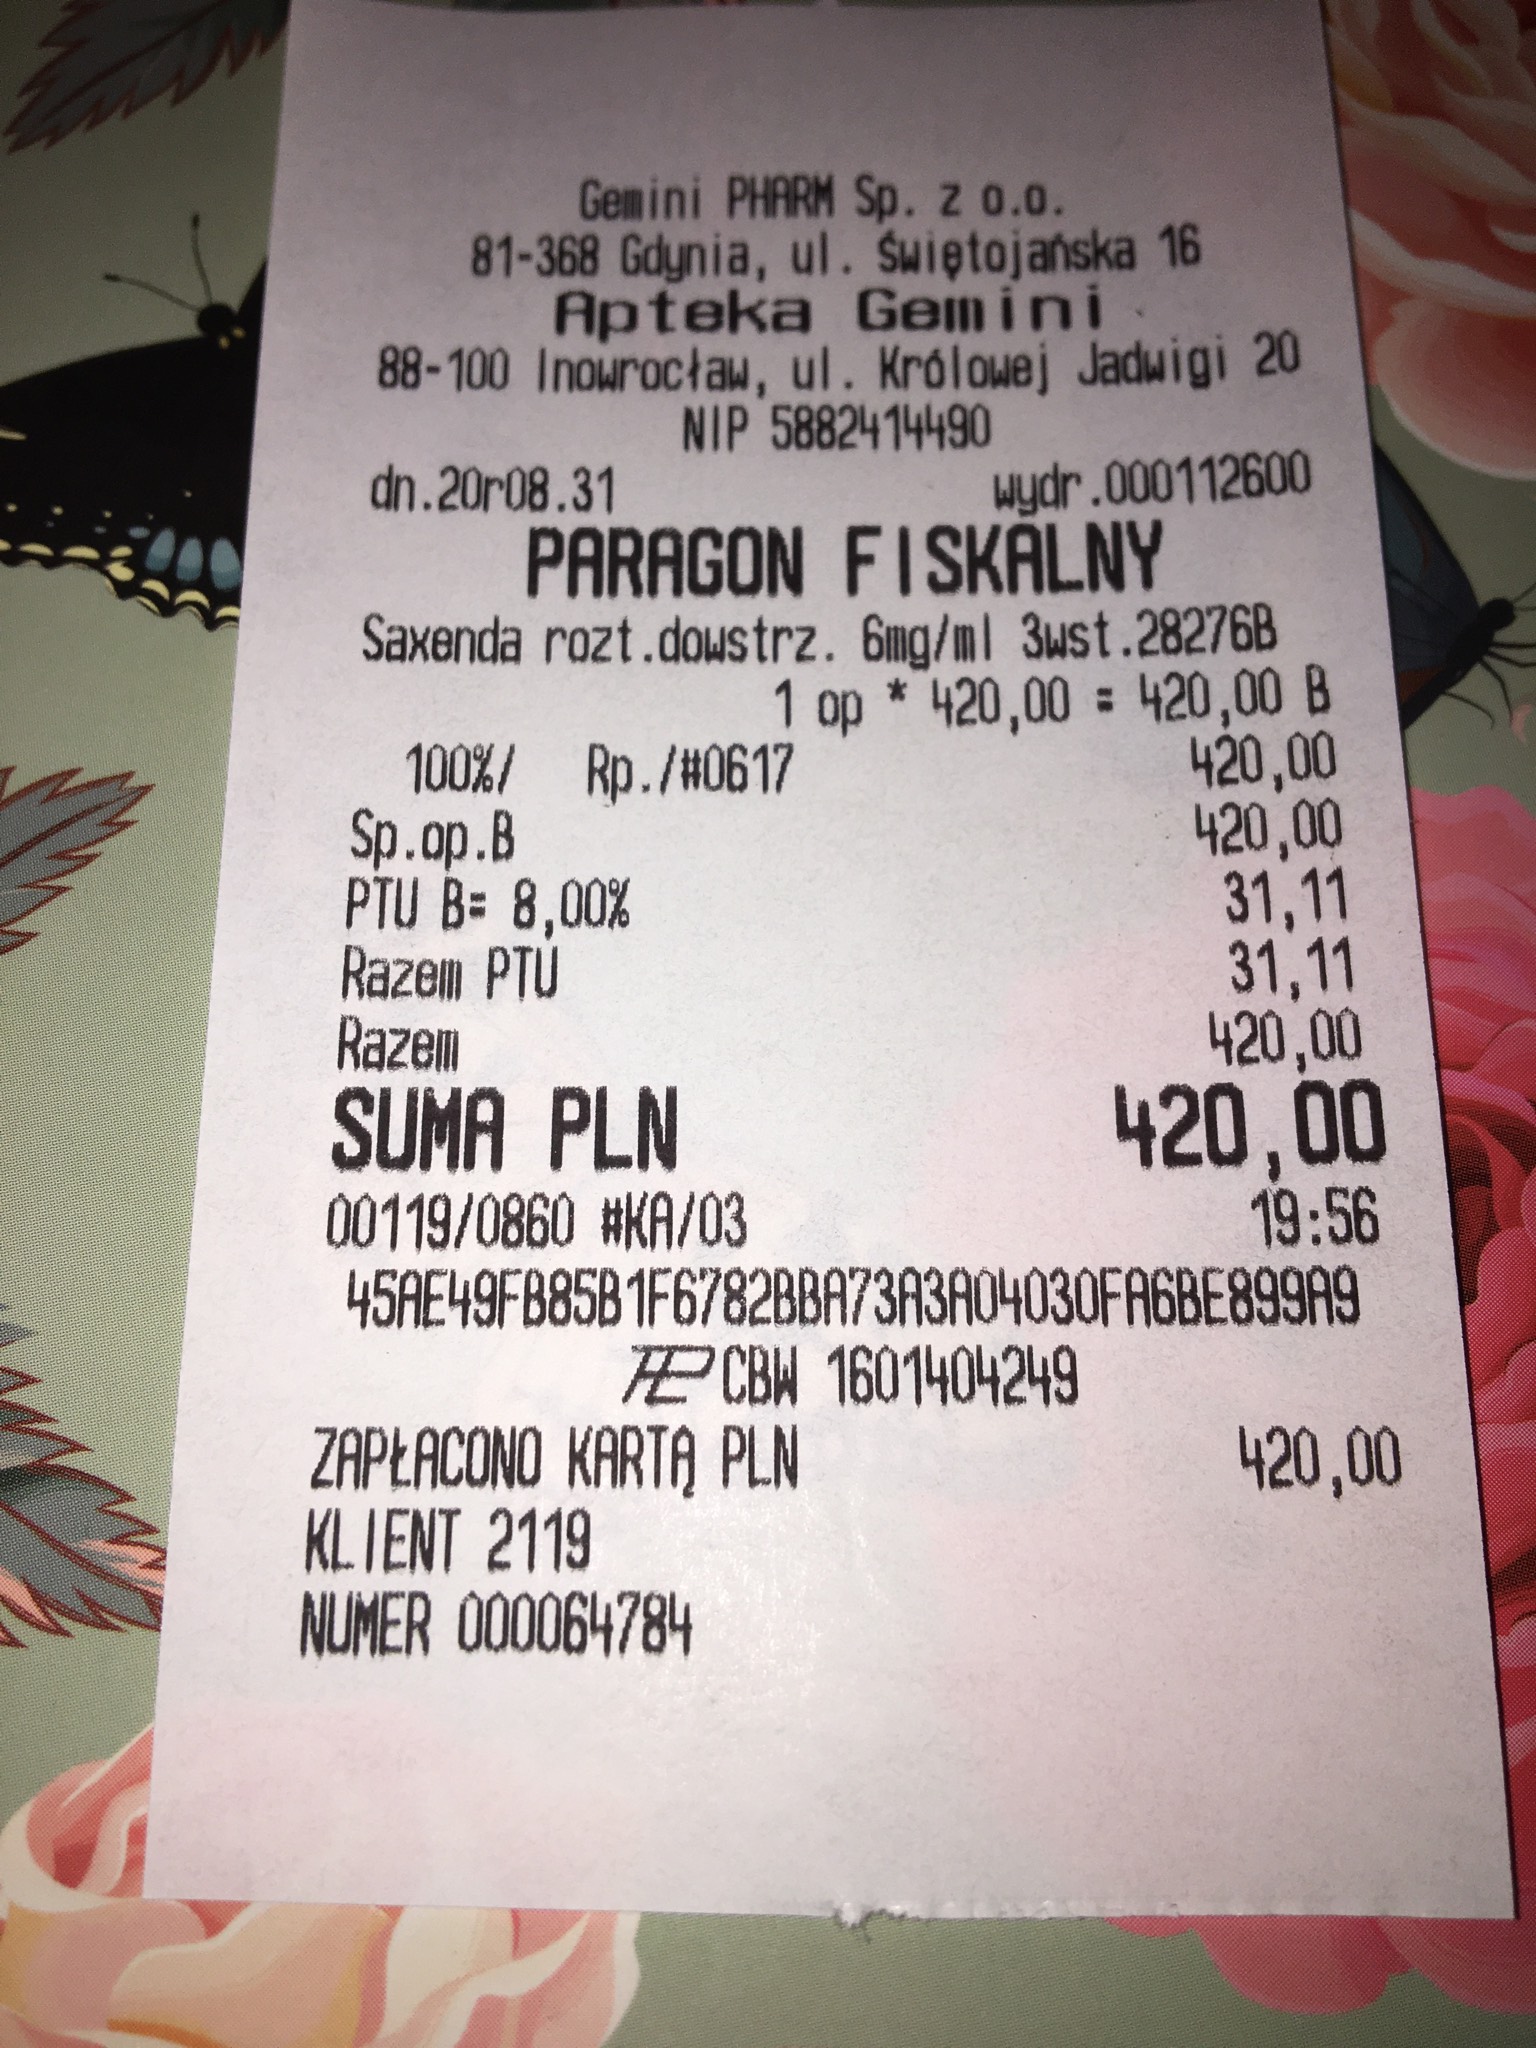 Gemini PHARM Sp. z o.o.
81-368 Gdynia, ul. Świętojańska 16
Apteka Gemini
88-100 Inowrocław, ul. Królowej Jadwigi 20
NIP 5882414490
dn.20r08.31 wydr.000112600
PARAGON FISKALNY
Saxenda rozt.dowstrz. 6mg/ml 3wst.28276B
1 op * 420,00 = 420,00 B
100%/ Rp./#0617 420,00
Sp.op.B 420,00
PTU B= 8,00% 31,11
Razem PTU 31,11
Razem 420,00
SUMA PLN 420,00
00119/0860 #KA/03 19:56
45AE49FB85B1F6782BBA73A3A04030FA6BE899A9
CBW 1601404249
ZAPŁACONO KARTĄ PLN 420,00
KLIENT 2119
NUMER 000064784